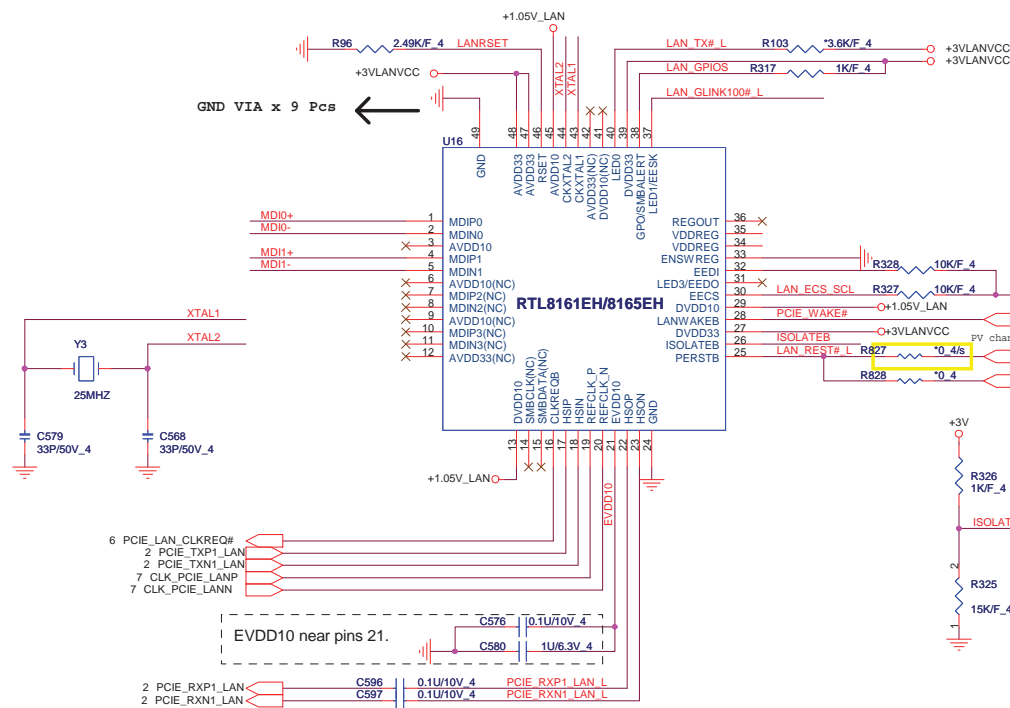 +1.05V_LAN
R96 2.49K/F_4 LANRSET
LAN_TX#_L R103 *3.6K/F_4 +3VLANVCC
+3VLANVCC
+3VLANVCC
LAN_GPIOS R317 1K/F_4
XTAL2
XTAL1
LAN_GLINK100#_L
GND VIA x 9 Pcs
49 48 47 46 45 44 43 42 41 40 39 38 37
U16
GND
AVDD33
AVDD33
RSET
AVDD10
CKXTAL2
CKXTAL1
AVDD33(NC)
DVDD10(NC)
LED0
DVDD33
GPO/SMBALERT
LED1/EESK
MDI0+ 1 MDIP0
MDI0- 2 MDIN0
3 AVDD10
MDI1+ 4 MDIP1
MDI1- 5 MDIN1
6 AVDD10(NC)
7 MDIP2(NC)
8 MDIN2(NC)
9 AVDD10(NC)
10 MDIP3(NC)
11 MDIN3(NC)
12 AVDD33(NC)
RTL8161EH/8165EH
REGOUT 36
VDDREG 35
VDDREG 34
ENSWREG 33
EEDI 32 R328 10K/F_4
LED3/EEDO 31
EECS 30 LAN_ECS_SCL R327 10K/F_4
DVDD10 29 +1.05V_LAN
LANWAKEB 28 PCIE_WAKE#
DVDD33 27 +3VLANVCC
ISOLATEB 26 ISOLATEB PV chan
PERSTB 25 LAN_REST#_L R827 *0_4/s
R828 *0_4
XTAL1
XTAL2
Y3
25MHZ
C579
33P/50V_4
C568
33P/50V_4
DVDD10
SMBCLK(NC)
SMBDATA(NC)
CLKREQB
HSIP
HSIN
REFCLK_P
REFCLK_N
EVDD10
HSOP
HSON
GND
13 14 15 16 17 18 19 20 21 22 23 24
+1.05V_LAN
EVDD10
+3V
R326
1K/F_4
ISOLAT
2
R325
15K/F_4
1
6 PCIE_LAN_CLKREQ#
2 PCIE_TXP1_LAN
2 PCIE_TXN1_LAN
7 CLK_PCIE_LANP
7 CLK_PCIE_LANN
EVDD10 near pins 21.
C576 0.1U/10V_4
C580 1U/6.3V_4
2 PCIE_RXP1_LAN C596 0.1U/10V_4 PCIE_RXP1_LAN_L
2 PCIE_RXN1_LAN C597 0.1U/10V_4 PCIE_RXN1_LAN_L